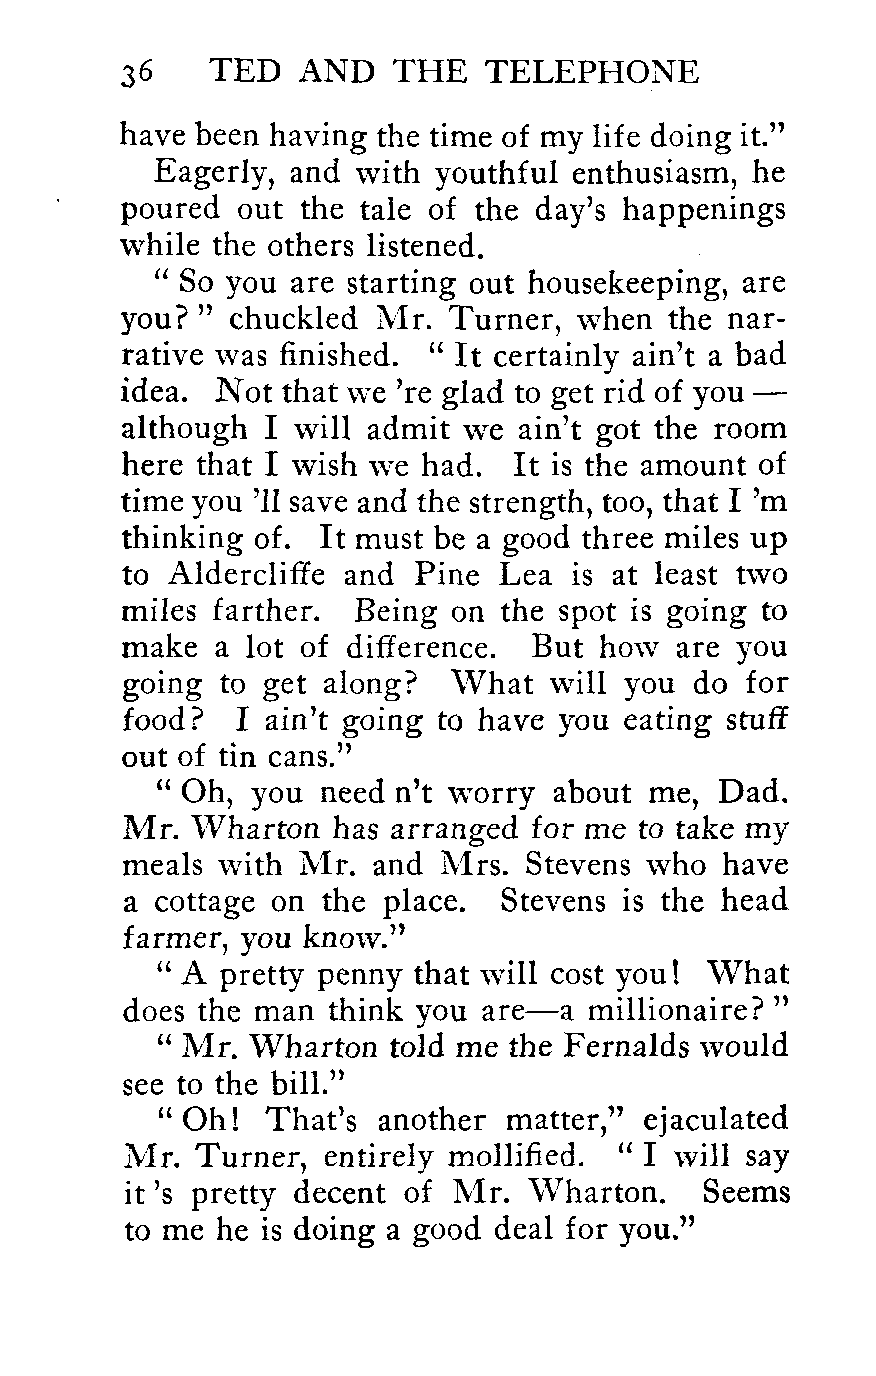 36 TED AND THE TELEPHONE
have been having the time of my life doing it.”
Eagerly, and with youthful enthusiasm, he
poured out the tale of the day’s happenings
while the others listened.
“ So you are starting out housekeeping, are
you? ” chuckled Mr. Turner, when the nar-
rative was finished. “ It certainly ain’t a bad
idea. Not that we ’re glad to get rid of you —
although I will admit we ain’t got the room
here that I wish we had. It is the amount of
time you ’ll save and the strength, too, that I ’m
thinking of. It must be a good three miles up
to Aldercliffe and Pine Lea is at least two
miles farther. Being on the spot is going to
make a lot of difference. But how are you
going to get along? What will you do for
food? I ain’t going to have you eating stuff
out of tin cans.”
“ Oh, you need n’t worry about me, Dad.
Mr. Wharton has arranged for me to take my
meals with Mr. and Mrs. Stevens who have
a cottage on the place. Stevens is the head
farmer, you know.”
“ A pretty penny that will cost you! What
does the man think you are—a millionaire? ”
“ Mr. Wharton told me the Fernalds would
see to the bill.”
“ Oh! That’s another matter,” ejaculated
Mr. Turner, entirely mollified. “ I will say
it ’s pretty decent of Mr. Wharton. Seems
to me he is doing a good deal for you.”